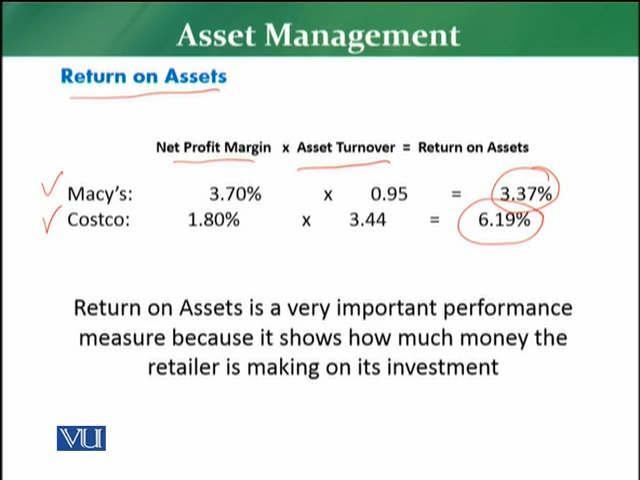 Asset Management
Return on Assets
Net Profit Margin x Asset Turnover = Return on Assets
Macy's: 3.70% x 0.95 = 3.37%
Costco: 1.80% x 3.44 = 6.19%
Return on Assets is a very important performance
measure because it shows how much money the
retailer is making on its investment
VU